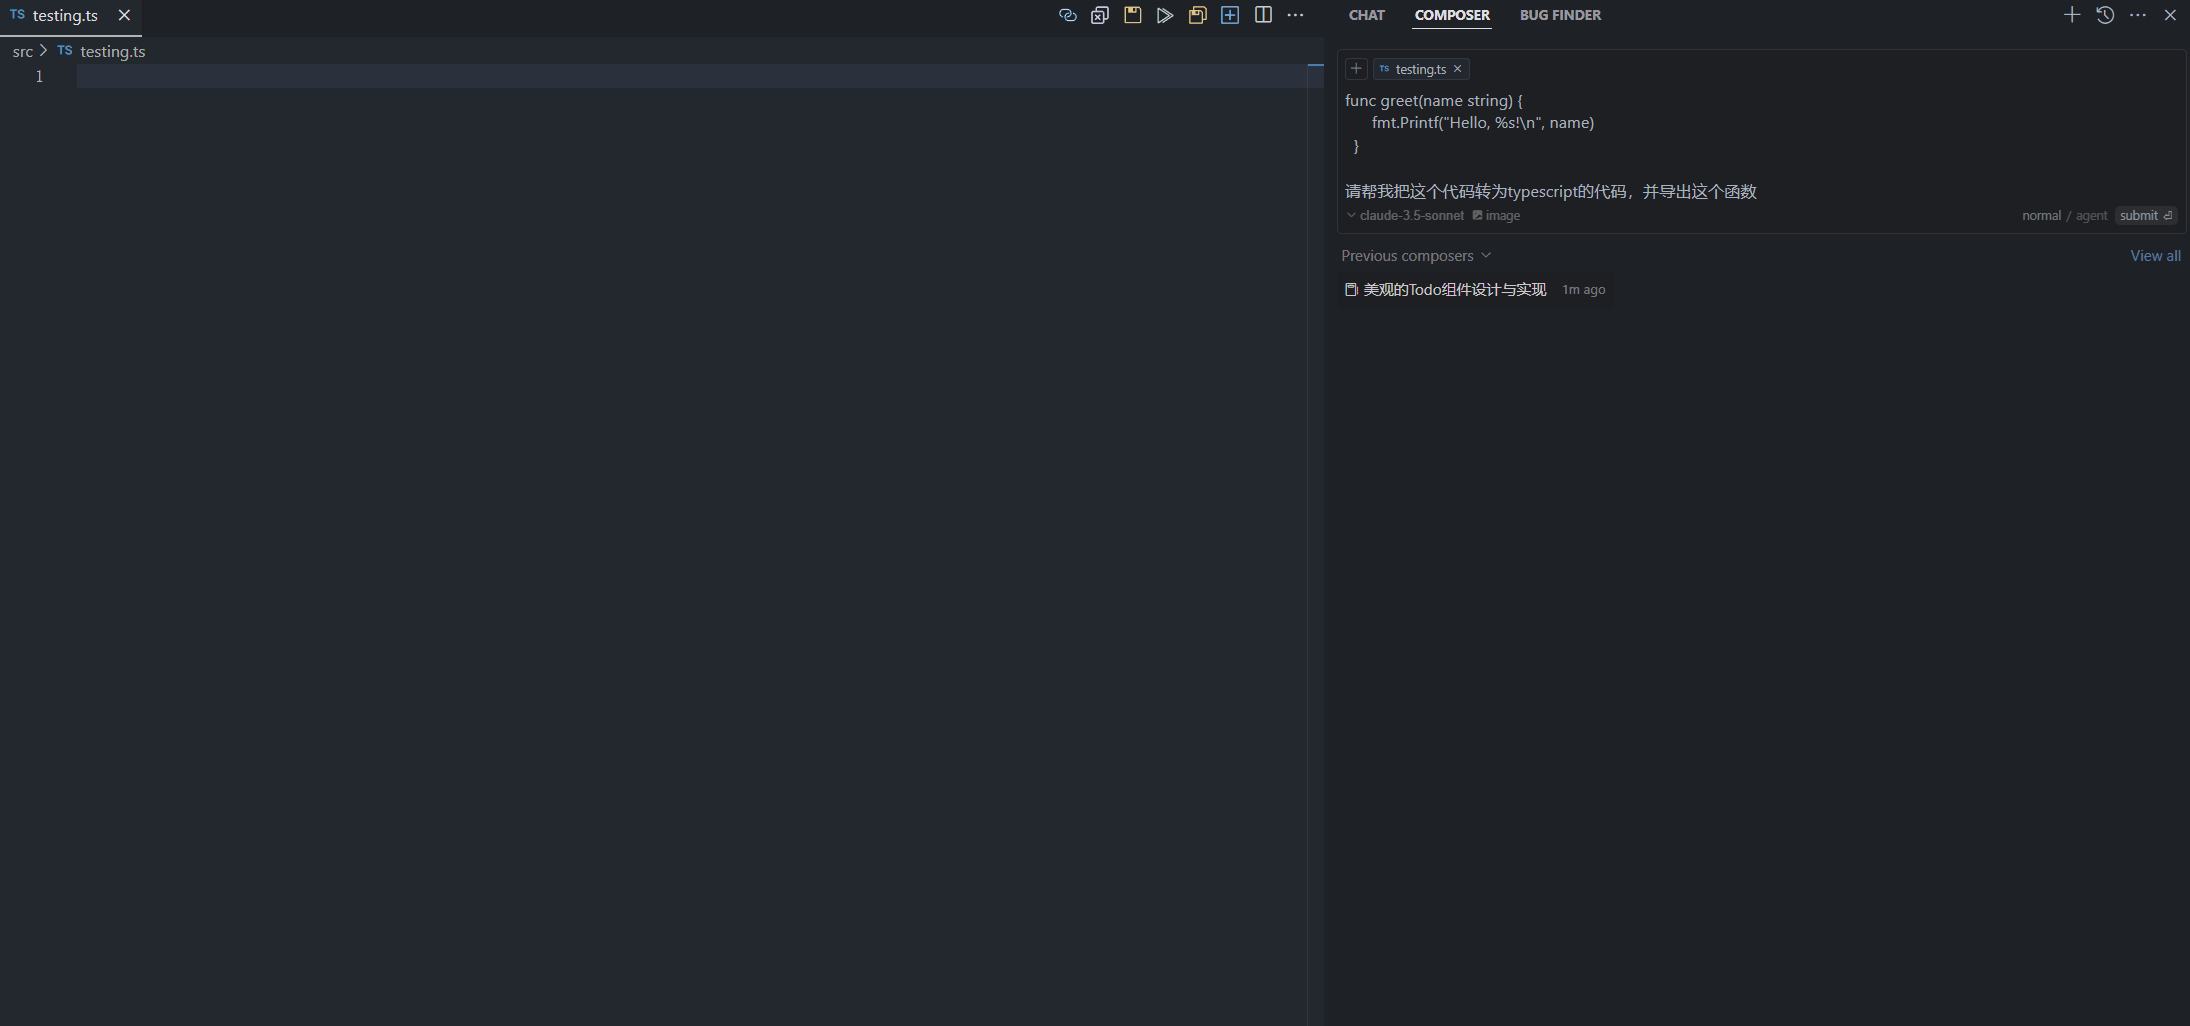 TS testing.ts
src > TS testing.ts
1
CHAT COMPOSER BUG FINDER
TS testing.ts
func greet(name string) {
fmt.Printf("Hello, %s!\n", name)
}
请帮我把这个代码转为typescript的代码，并导出这个函数
claude-3.5-sonnet image normal / agent submit ⏎
Previous composers View all
美观的Todo组件设计与实现 1m ago